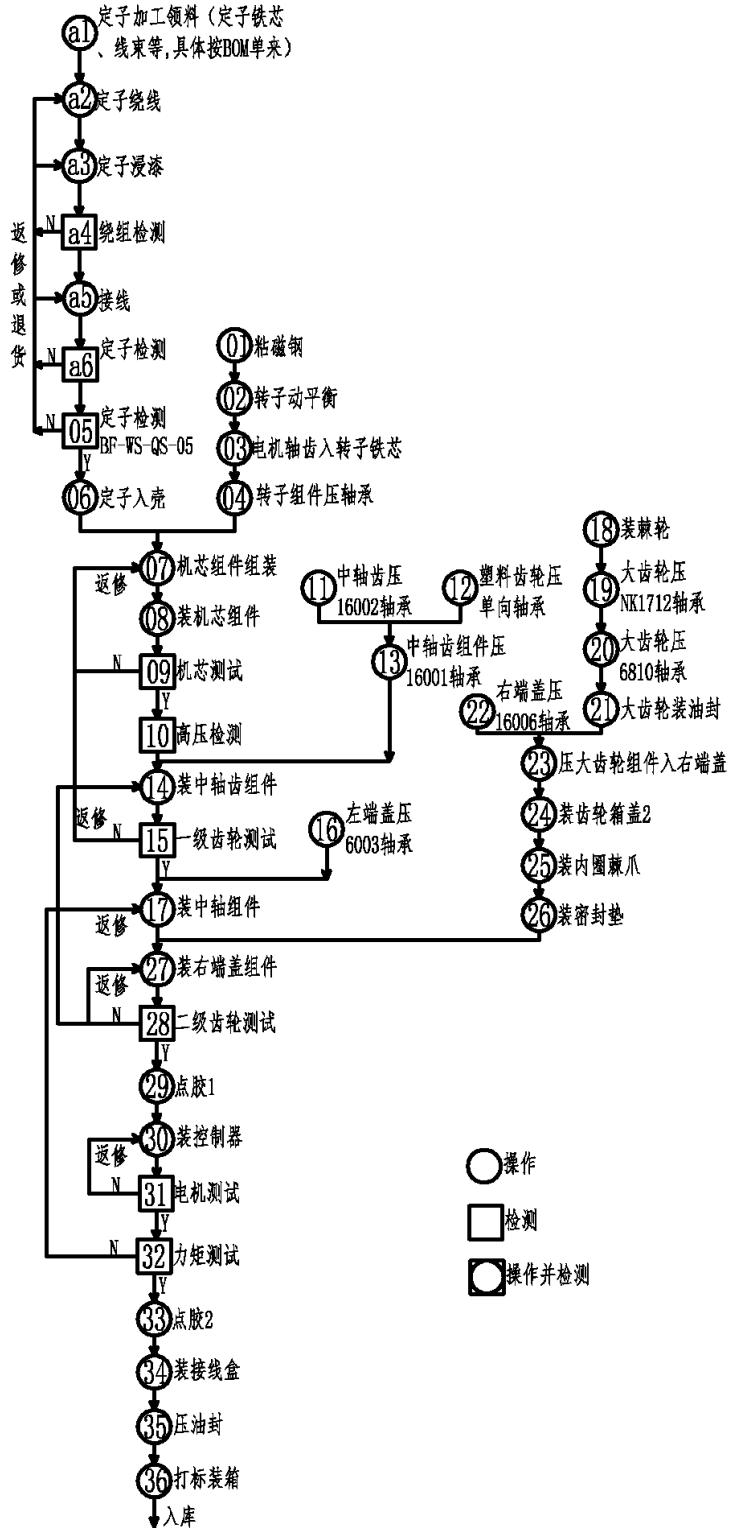 a1
定子加工领料（定子铁芯
、线束等,具体按BOM单来）
a2
定子绕线
a3
定子浸漆
返修或退货
N
a4
绕组检测
a5
接线
N
a6
定子检测
N
05
定子检测
BF-WS-QS-05
Y
06
定子入壳
01
粘磁钢
02
转子动平衡
03
电机轴齿入转子铁芯
04
转子组件压轴承
07
机芯组件组装
返修
08
装机芯组件
N
09
机芯测试
Y
10
高压检测
11
中轴齿压
16002轴承
12
塑料齿轮压
单向轴承
13
中轴齿组件压
16001轴承
14
装中轴齿组件
返修
N
15
一级齿轮测试
Y
16
左端盖压
6003轴承
17
装中轴组件
返修
18
装棘轮
19
大齿轮压
NK1712轴承
20
大齿轮压
6810轴承
21
大齿轮装油封
22
右端盖压
16006轴承
23
压大齿轮组件入右端盖
24
装齿轮箱盖2
25
装内圈棘爪
26
装密封垫
27
装右端盖组件
返修
N
28
二级齿轮测试
Y
29
点胶1
30
装控制器
返修
N
31
电机测试
Y
N
32
力矩测试
Y
33
点胶2
34
装接线盒
35
压油封
36
打标装箱
入库
操作
检测
操作并检测